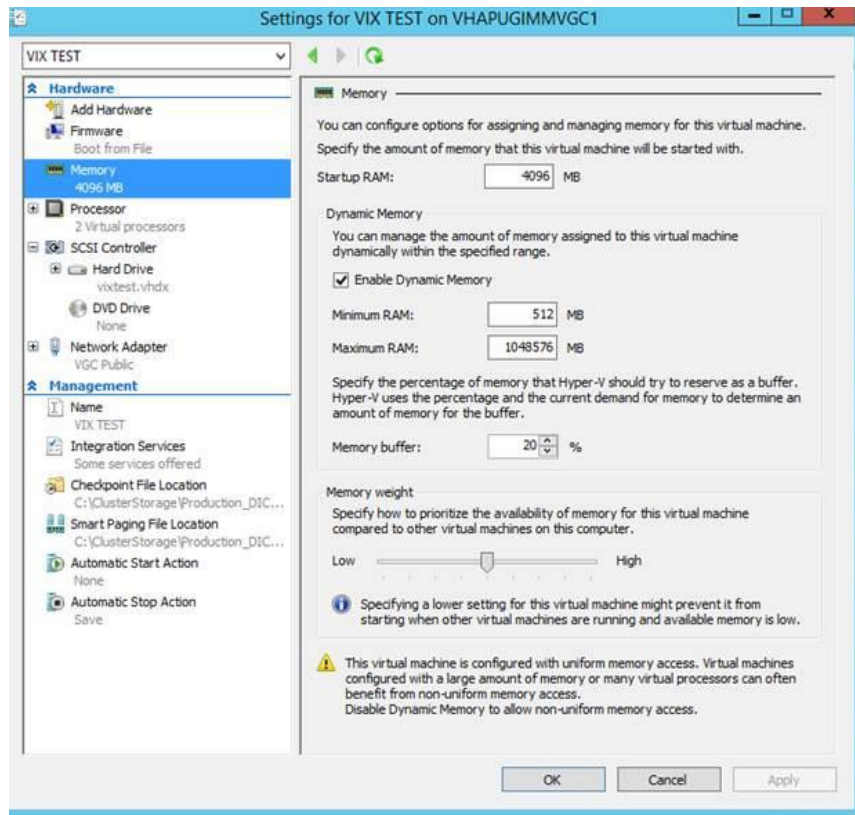 Settings for VIX TEST on VHAPUGIMMVGC1
VIX TEST
Hardware
Add Hardware
Firmware
Boot from File
Memory
4096 MB
Processor
2 Virtual processors
SCSI Controller
Hard Drive
vixtest.vhdx
DVD Drive
None
Network Adapter
VGC Public
Management
Name
VIX TEST
Integration Services
Some services offered
Checkpoint File Location
C:\ClusterStorage\Production_DIC...
Smart Paging File Location
C:\ClusterStorage\Production_DIC...
Automatic Start Action
None
Automatic Stop Action
Save
Memory
You can configure options for assigning and managing memory for this virtual machine.
Specify the amount of memory that this virtual machine will be started with.
Startup RAM: 4096 MB
Dynamic Memory
You can manage the amount of memory assigned to this virtual machine
dynamically within the specified range.
Enable Dynamic Memory
Minimum RAM: 512 MB
Maximum RAM: 1048576 MB
Specify the percentage of memory that Hyper-V should try to reserve as a buffer.
Hyper-V uses the percentage and the current demand for memory to determine an
amount of memory for the buffer.
Memory buffer: 20 %
Memory weight
Specify how to prioritize the availability of memory for this virtual machine
compared to other virtual machines on this computer.
Low High
Specifying a lower setting for this virtual machine might prevent it from
starting when other virtual machines are running and available memory is low.
This virtual machine is configured with uniform memory access. Virtual machines
configured with a large amount of memory or many virtual processors can often
benefit from non-uniform memory access.
Disable Dynamic Memory to allow non-uniform memory access.
OK Cancel Apply